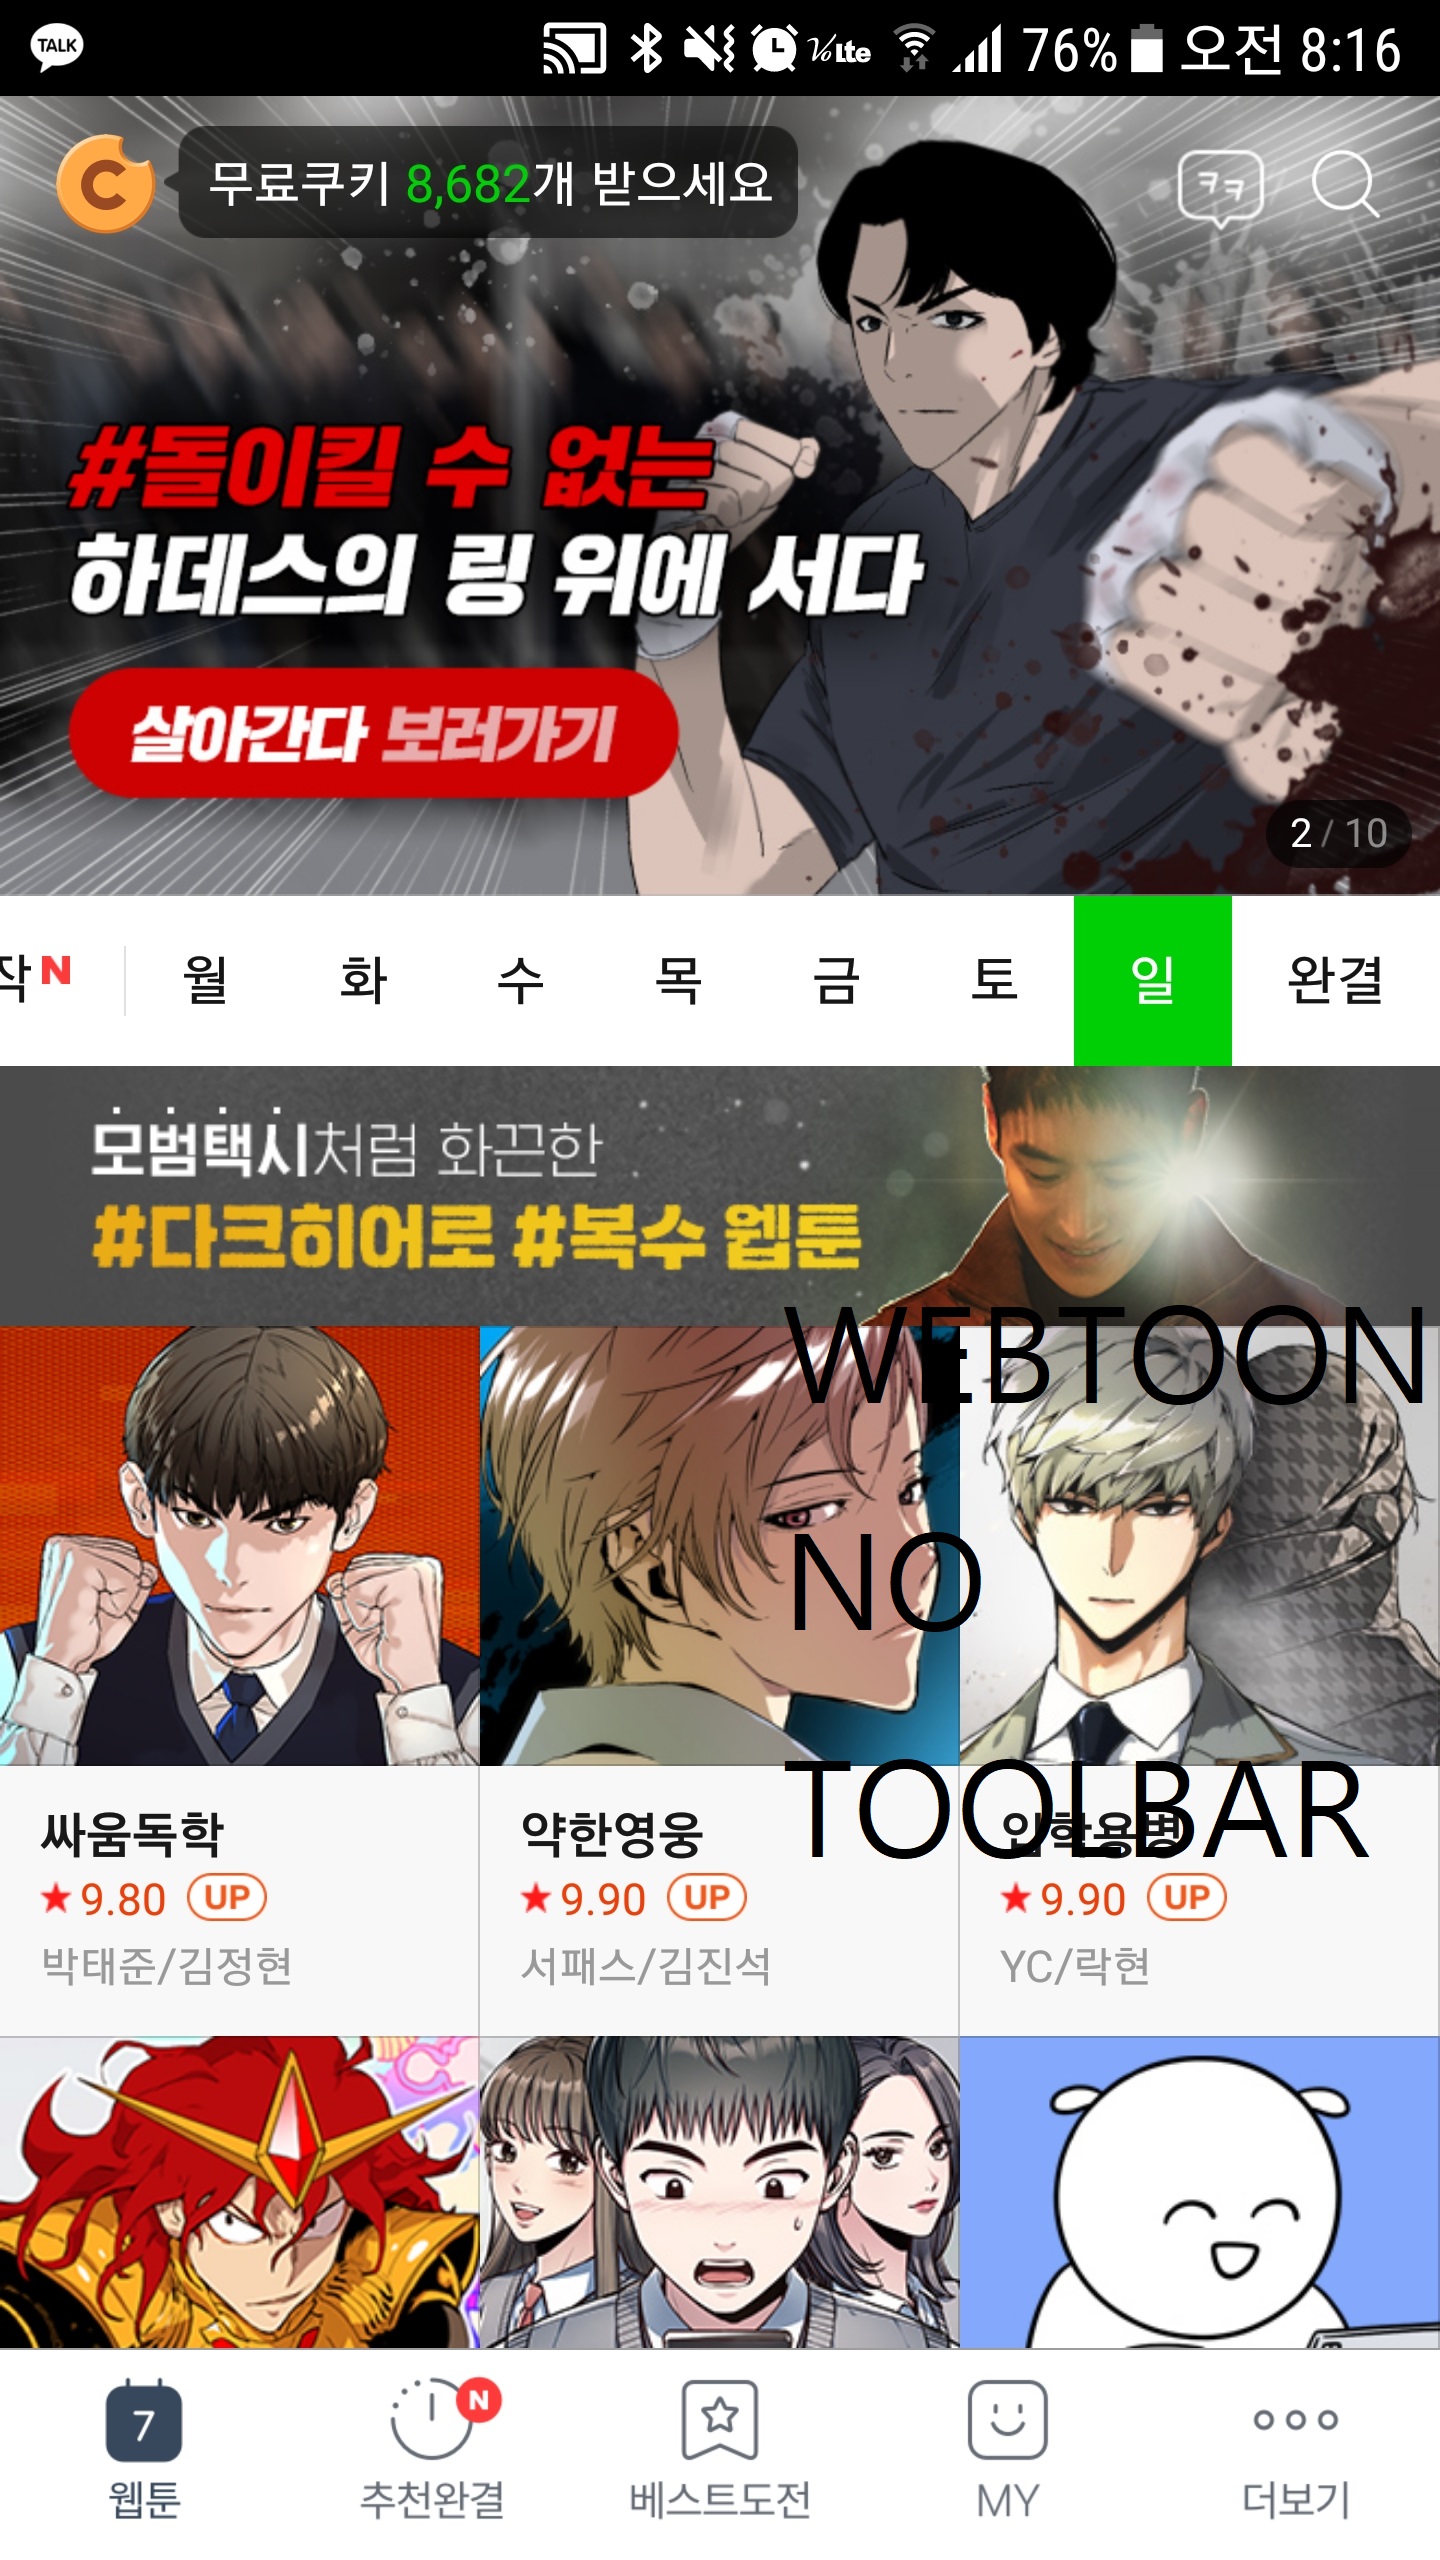 TALK VoLTE 76% 오전 8:16
C 무료쿠키 8,682개 받으세요 ㅋㅋ
#돌이킬 수 없는
하데스의 링 위에 서다
살아간다 보러가기
2 / 10
작 N 월 화 수 목 금 토 일 완결
모범택시처럼 화끈한
#다크히어로 #복수 웹툰
WEBTOON
NO
TOOLBAR
싸움독학 약한영웅 입학용병
★9.80 UP ★9.90 UP ★9.90 UP
박태준/김정현 서패스/김진석 YC/락현
7 N
웹툰 추천완결 베스트도전 MY 더보기